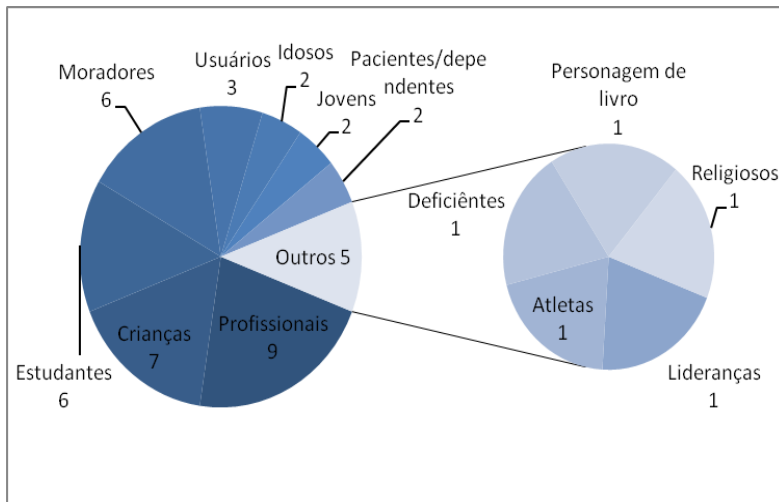 Moradores
6
Usuários
3
Idosos
2
Jovens
2
Pacientes/depe
ndentes
2
Outros 5
Profissionais
9
Crianças
7
Estudantes
6
Personagem de
livro
1
Religiosos
1
Deficiêntes
1
Atletas
1
Lideranças
1